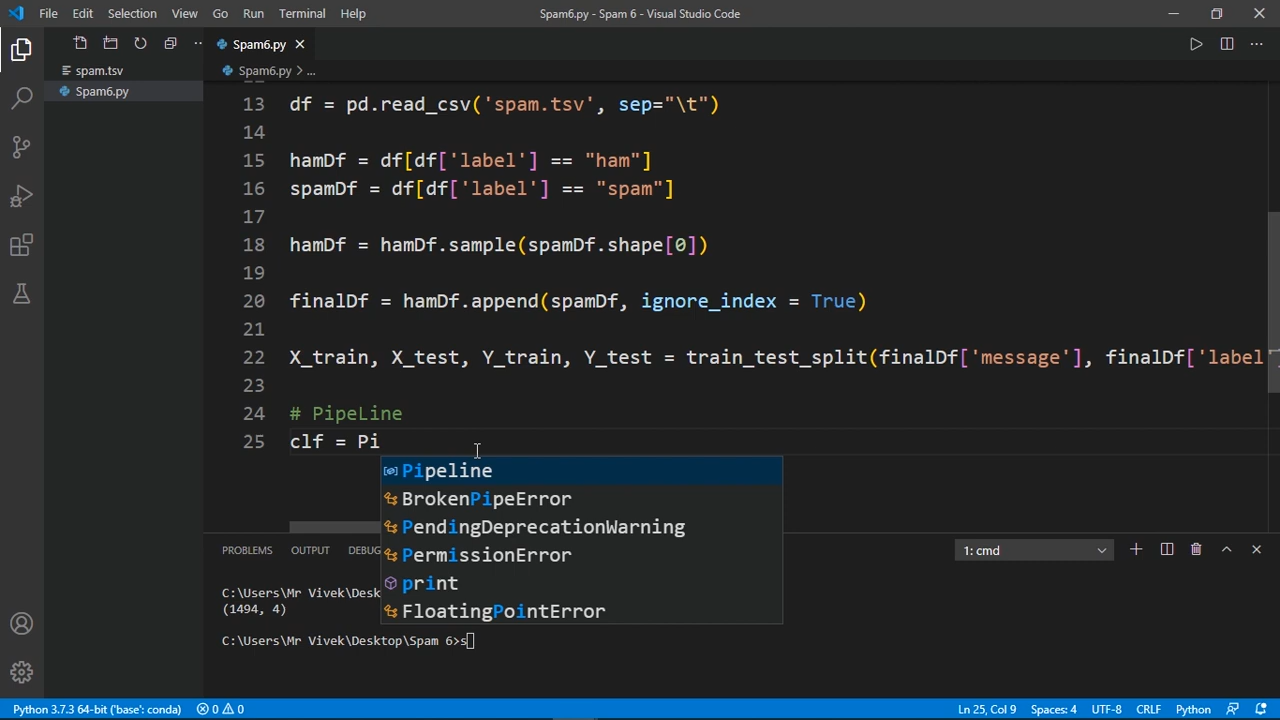 File Edit Selection View Go Run Terminal Help Spam6.py - Spam 6 - Visual Studio Code
Spam6.py
spam.tsv
Spam6.py > ...
Spam6.py
13 df = pd.read_csv('spam.tsv', sep="\t")
14
15 hamDf = df[df['label'] == "ham"]
16 spamDf = df[df['label'] == "spam"]
17
18 hamDf = hamDf.sample(spamDf.shape[0])
19
20 finalDf = hamDf.append(spamDf, ignore_index = True)
21
22 X_train, X_test, Y_train, Y_test = train_test_split(finalDf['message'], finalDf['label
23
24 # PipeLine
25 clf = Pi
Pipeline
BrokenPipeError
PendingDeprecationWarning
PermissionError
print
FloatingPointError
PROBLEMS OUTPUT DEBUG 1: cmd
C:\Users\Mr Vivek\Desk
(1494, 4)
C:\Users\Mr Vivek\Desktop\Spam 6>s
Python 3.7.3 64-bit ('base': conda) 0 0 Ln 25, Col 9 Spaces: 4 UTF-8 CRLF Python